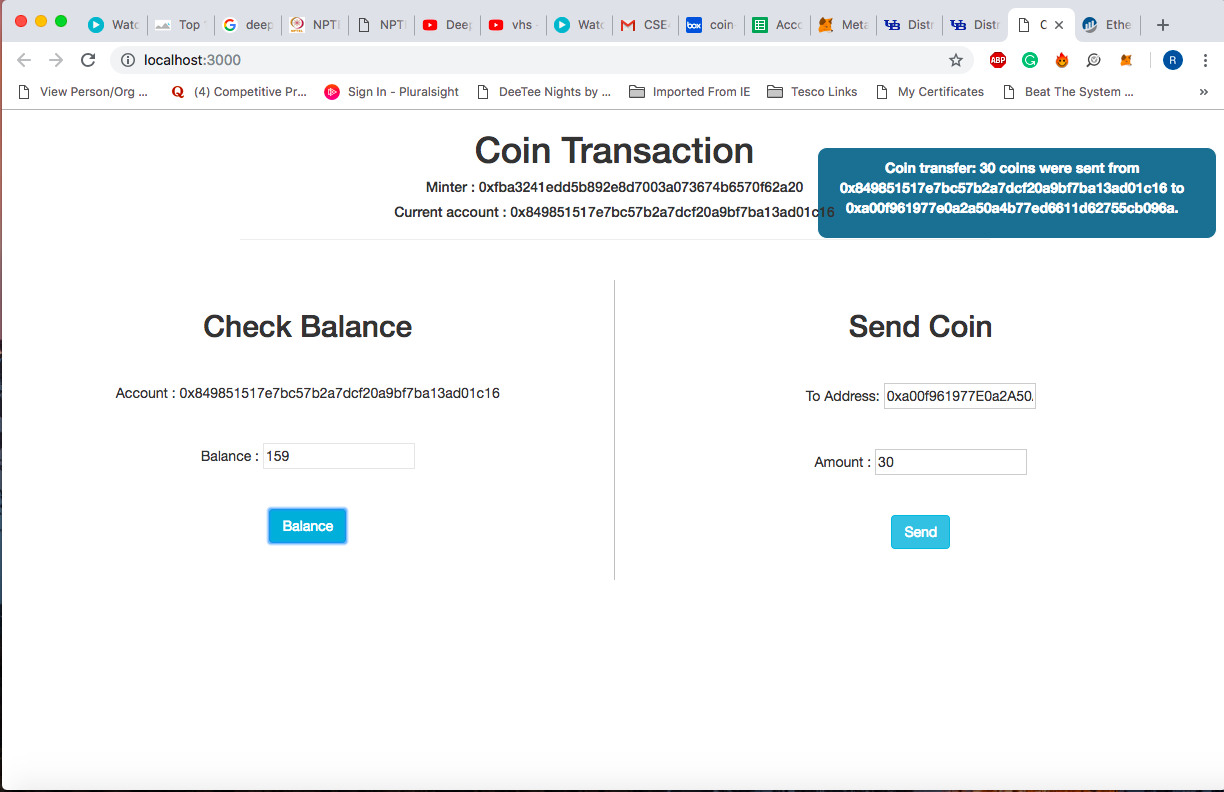 Watc
Top
deep
NPTI
NPTI
Deep
vhs -
Watc
CSE-
coin
Acco
Meta
Distr
Distr
C
Ethe
localhost:3000
ABP
R
View Person/Org ...
(4) Competitive Pr...
Sign In - Pluralsight
DeeTee Nights by ...
Imported From IE
Tesco Links
My Certificates
Beat The System ...
»
Coin Transaction
Minter : 0xfba3241edd5b892e8d7003a073674b6570f62a20
Current account : 0x849851517e7bc57b2a7dcf20a9bf7ba13ad01c16
Coin transfer: 30 coins were sent from
0x849851517e7bc57b2a7dcf20a9bf7ba13ad01c16 to
0xa00f961977e0a2a50a4b77ed6611d62755cb096a.
Check Balance
Account : 0x849851517e7bc57b2a7dcf20a9bf7ba13ad01c16
Balance : 159
Balance
Send Coin
To Address: 0xa00f961977E0a2A50.
Amount : 30
Send